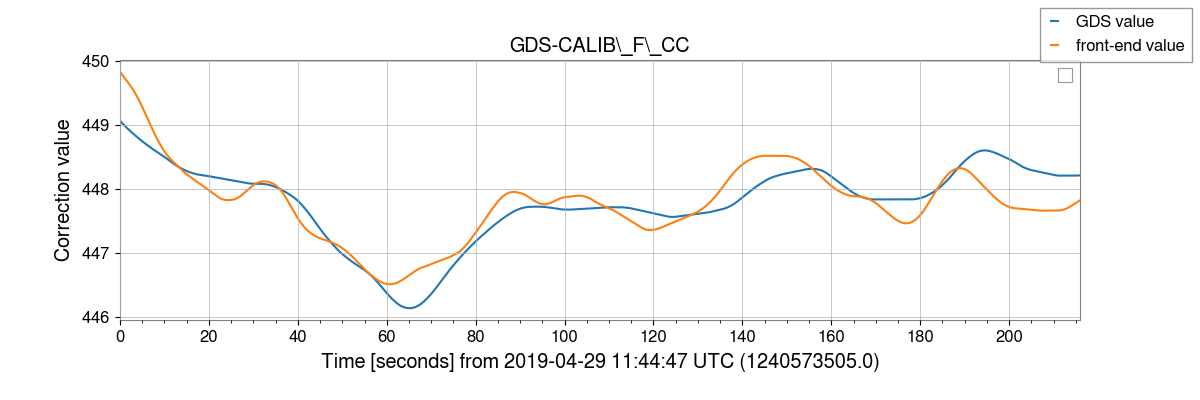 GDS value
front-end value
GDS-CALIB\_F\_CC
Correction value
450
449
448
447
446
0 20 40 60 80 100 120 140 160 180 200
Time [seconds] from 2019-04-29 11:44:47 UTC (1240573505.0)